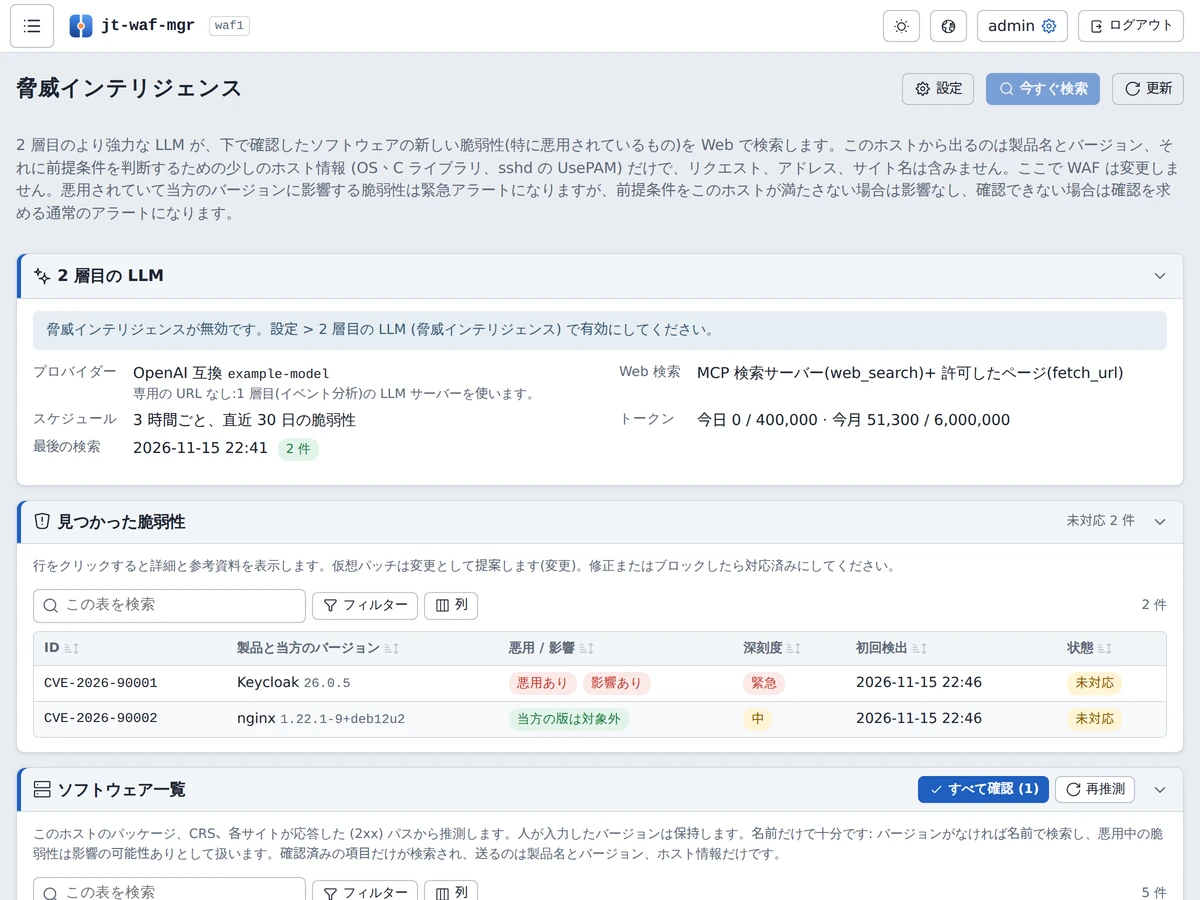 jt-waf-mgr waf1 admin ログアウト
脅威インテリジェンス 設定 今すぐ検索 更新
2 層目のより強力な LLM が、下で確認したソフトウェアの新しい脆弱性(特に悪用されているもの)を Web で検索します。このホストから出るのは製品名とバージョン、そ
れに前提条件を判断するための少しのホスト情報 (OS、C ライブラリ、sshd の UsePAM) だけで、リクエスト、アドレス、サイト名は含みません。ここで WAF は変更しま
せん。悪用されていて当方のバージョンに影響する脆弱性は緊急アラートになりますが、前提条件をこのホストが満たさない場合は影響なし、確認できない場合は確認を求
める通常のアラートになります。
2 層目の LLM
脅威インテリジェンスが無効です。設定 > 2 層目の LLM (脅威インテリジェンス) で有効にしてください。
プロバイダー OpenAI 互換 example-model Web 検索 MCP 検索サーバー(web_search)+ 許可したページ(fetch_url)
専用の URL なし:1 層目(イベント分析)の LLM サーバーを使います。
スケジュール 3 時間ごと、直近 30 日の脆弱性 トークン 今日 0 / 400,000 · 今月 51,300 / 6,000,000
最後の検索 2026-11-15 22:41 2 件
見つかった脆弱性 未対応 2 件
行をクリックすると詳細と参考資料を表示します。仮想パッチは変更として提案します(変更)。修正またはブロックしたら対応済みにしてください。
この表を検索 フィルター 列 2 件
ID 製品と当方のバージョン 悪用 / 影響 深刻度 初回検出 状態
CVE-2026-90001 Keycloak 26.0.5 悪用あり 影響あり 緊急 2026-11-15 22:46 未対応
CVE-2026-90002 nginx 1.22.1-9+deb12u2 当方の版は対象外 中 2026-11-15 22:46 未対応
ソフトウェア一覧 すべて確認 (1) 再推測
このホストのパッケージ、CRS、各サイトが応答した (2xx) パスから推測します。人が入力したバージョンは保持します。名前だけで十分です: バージョンがなければ名前で検索し、悪用中の脆
弱性は影響の可能性ありとして扱います。確認済みの項目だけが検索され、送るのは製品名とバージョン、ホスト情報だけです。
この表を検索 フィルター 列 5 件